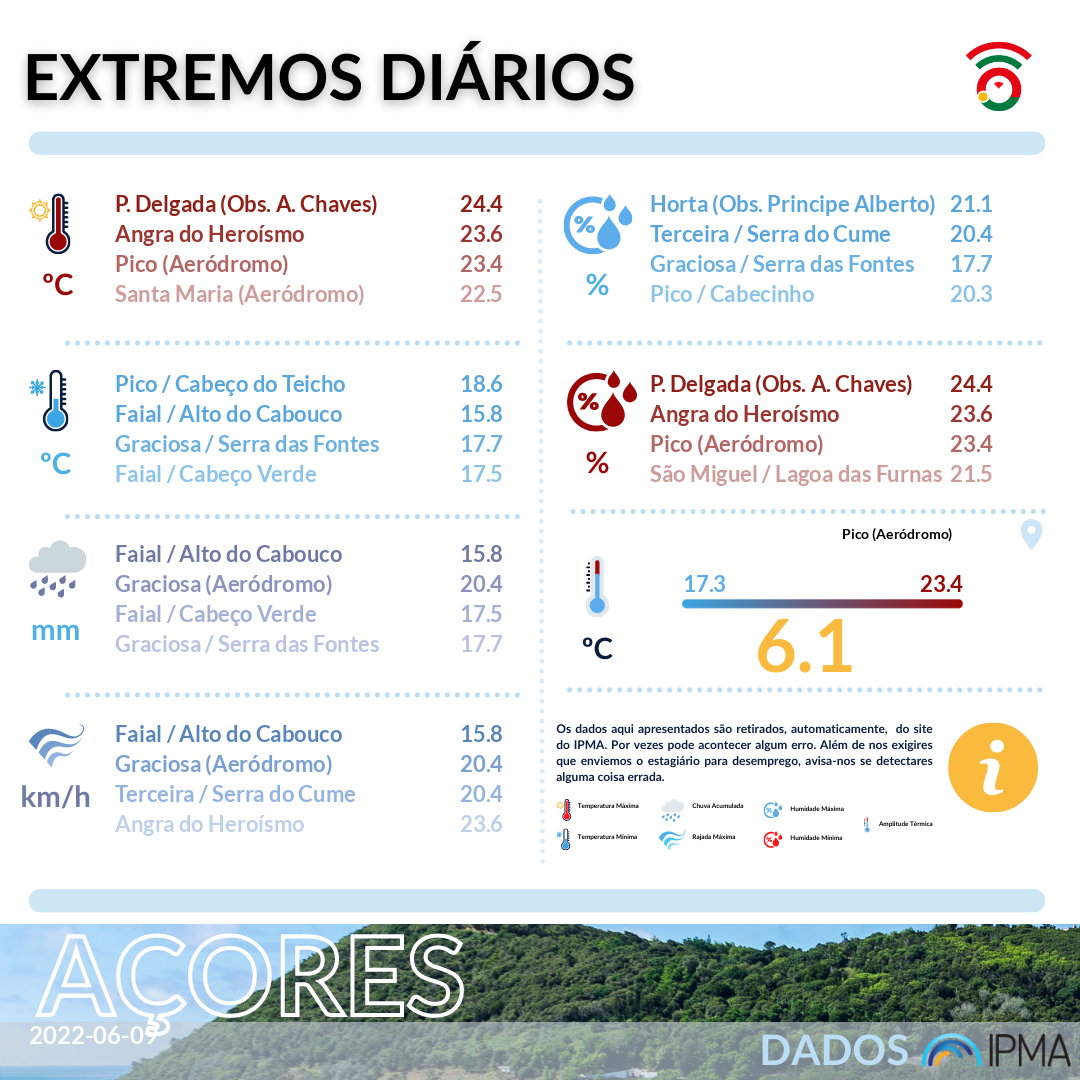 EXTREMOS DIÁRIOS
P. Delgada (Obs. A. Chaves) 24.4
Angra do Heroísmo 23.6
Pico (Aeródromo) 23.4
Santa Maria (Aeródromo) 22.5
ºC
Pico / Cabeço do Teicho 18.6
Faial / Alto do Cabouco 15.8
Graciosa / Serra das Fontes 17.7
Faial / Cabeço Verde 17.5
ºC
Faial / Alto do Cabouco 15.8
Graciosa (Aeródromo) 20.4
Faial / Cabeço Verde 17.5
Graciosa / Serra das Fontes 17.7
mm
Faial / Alto do Cabouco 15.8
Graciosa (Aeródromo) 20.4
Terceira / Serra do Cume 20.4
Angra do Heroísmo 23.6
km/h
%
Horta (Obs. Principe Alberto) 21.1
Terceira / Serra do Cume 20.4
Graciosa / Serra das Fontes 17.7
Pico / Cabecinho 20.3
%
%
P. Delgada (Obs. A. Chaves) 24.4
Angra do Heroísmo 23.6
Pico (Aeródromo) 23.4
São Miguel / Lagoa das Furnas 21.5
%
Pico (Aeródromo)
17.3 23.4
6.1
ºC
Os dados aqui apresentados são retirados, automaticamente, do site
do IPMA. Por vezes pode acontecer algum erro. Além de nos exigires
que enviemos o estagiário para desemprego, avisa-nos se detectares
alguma coisa errada.
i
Temperatura Máxima Chuva Acumulada Humidade Máxima
Amplitude Térmica
Temperatura Mínima Rajada Máxima Humidade Mínima
AÇORES
2022-06-09
DADOS IPMA